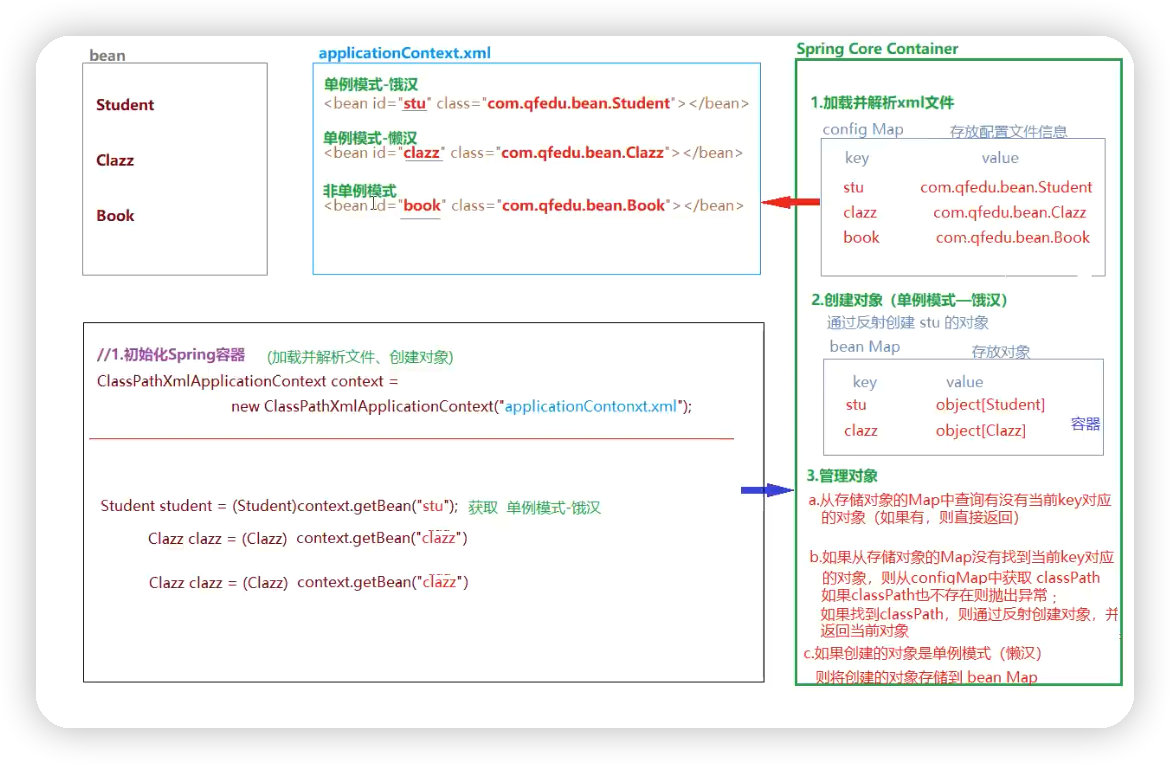 bean
Student
Clazz
Book
applicationContext.xml
单例模式-饿汉
<bean id="stu" class="com.qfedu.bean.Student"></bean>
单例模式-懒汉
<bean id="clazz" class="com.qfedu.bean.Clazz"></bean>
非单例模式
<bean id="book" class="com.qfedu.bean.Book"></bean>
Spring Core Container
1.加载并解析xml文件
config Map 存放配置文件信息
key value
stu com.qfedu.bean.Student
clazz com.qfedu.bean.Clazz
book com.qfedu.bean.Book
2.创建对象（单例模式—饿汉）
通过反射创建 stu 的对象
bean Map 存放对象
key value
stu object[Student]
clazz object[Clazz]
容器
3.管理对象
a.从存储对象的Map中查询有没有当前key对应
的对象（如果有，则直接返回）
b.如果从存储对象的Map没有找到当前key对应
的对象，则从configMap中获取 classPath
如果classPath也不存在则抛出异常；
如果找到classPath，则通过反射创建对象，并
返回当前对象
c.如果创建的对象是单例模式（懒汉）
则将创建的对象存储到 bean Map
//1.初始化Spring容器 (加载并解析文件、创建对象)
ClassPathXmlApplicationContext context =
new ClassPathXmlApplicationContext("applicationContonxt.xml");
Student student = (Student)context.getBean("stu"); 获取 单例模式-饿汉
Clazz clazz = (Clazz) context.getBean("clazz")
Clazz clazz = (Clazz) context.getBean("clazz")